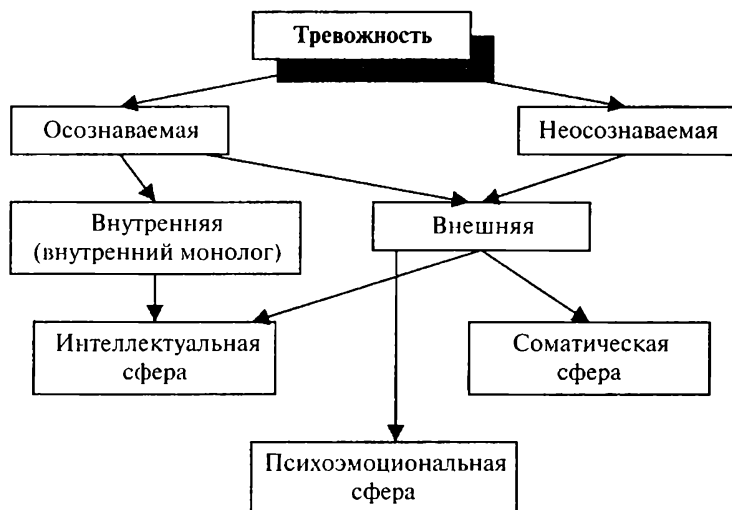 Тревожность
Осознаваемая
Неосознаваемая
Внутренняя
(внутренний монолог)
Внешняя
Интеллектуальная
сфера
Соматическая
сфера
Психоэмоциональная
сфера